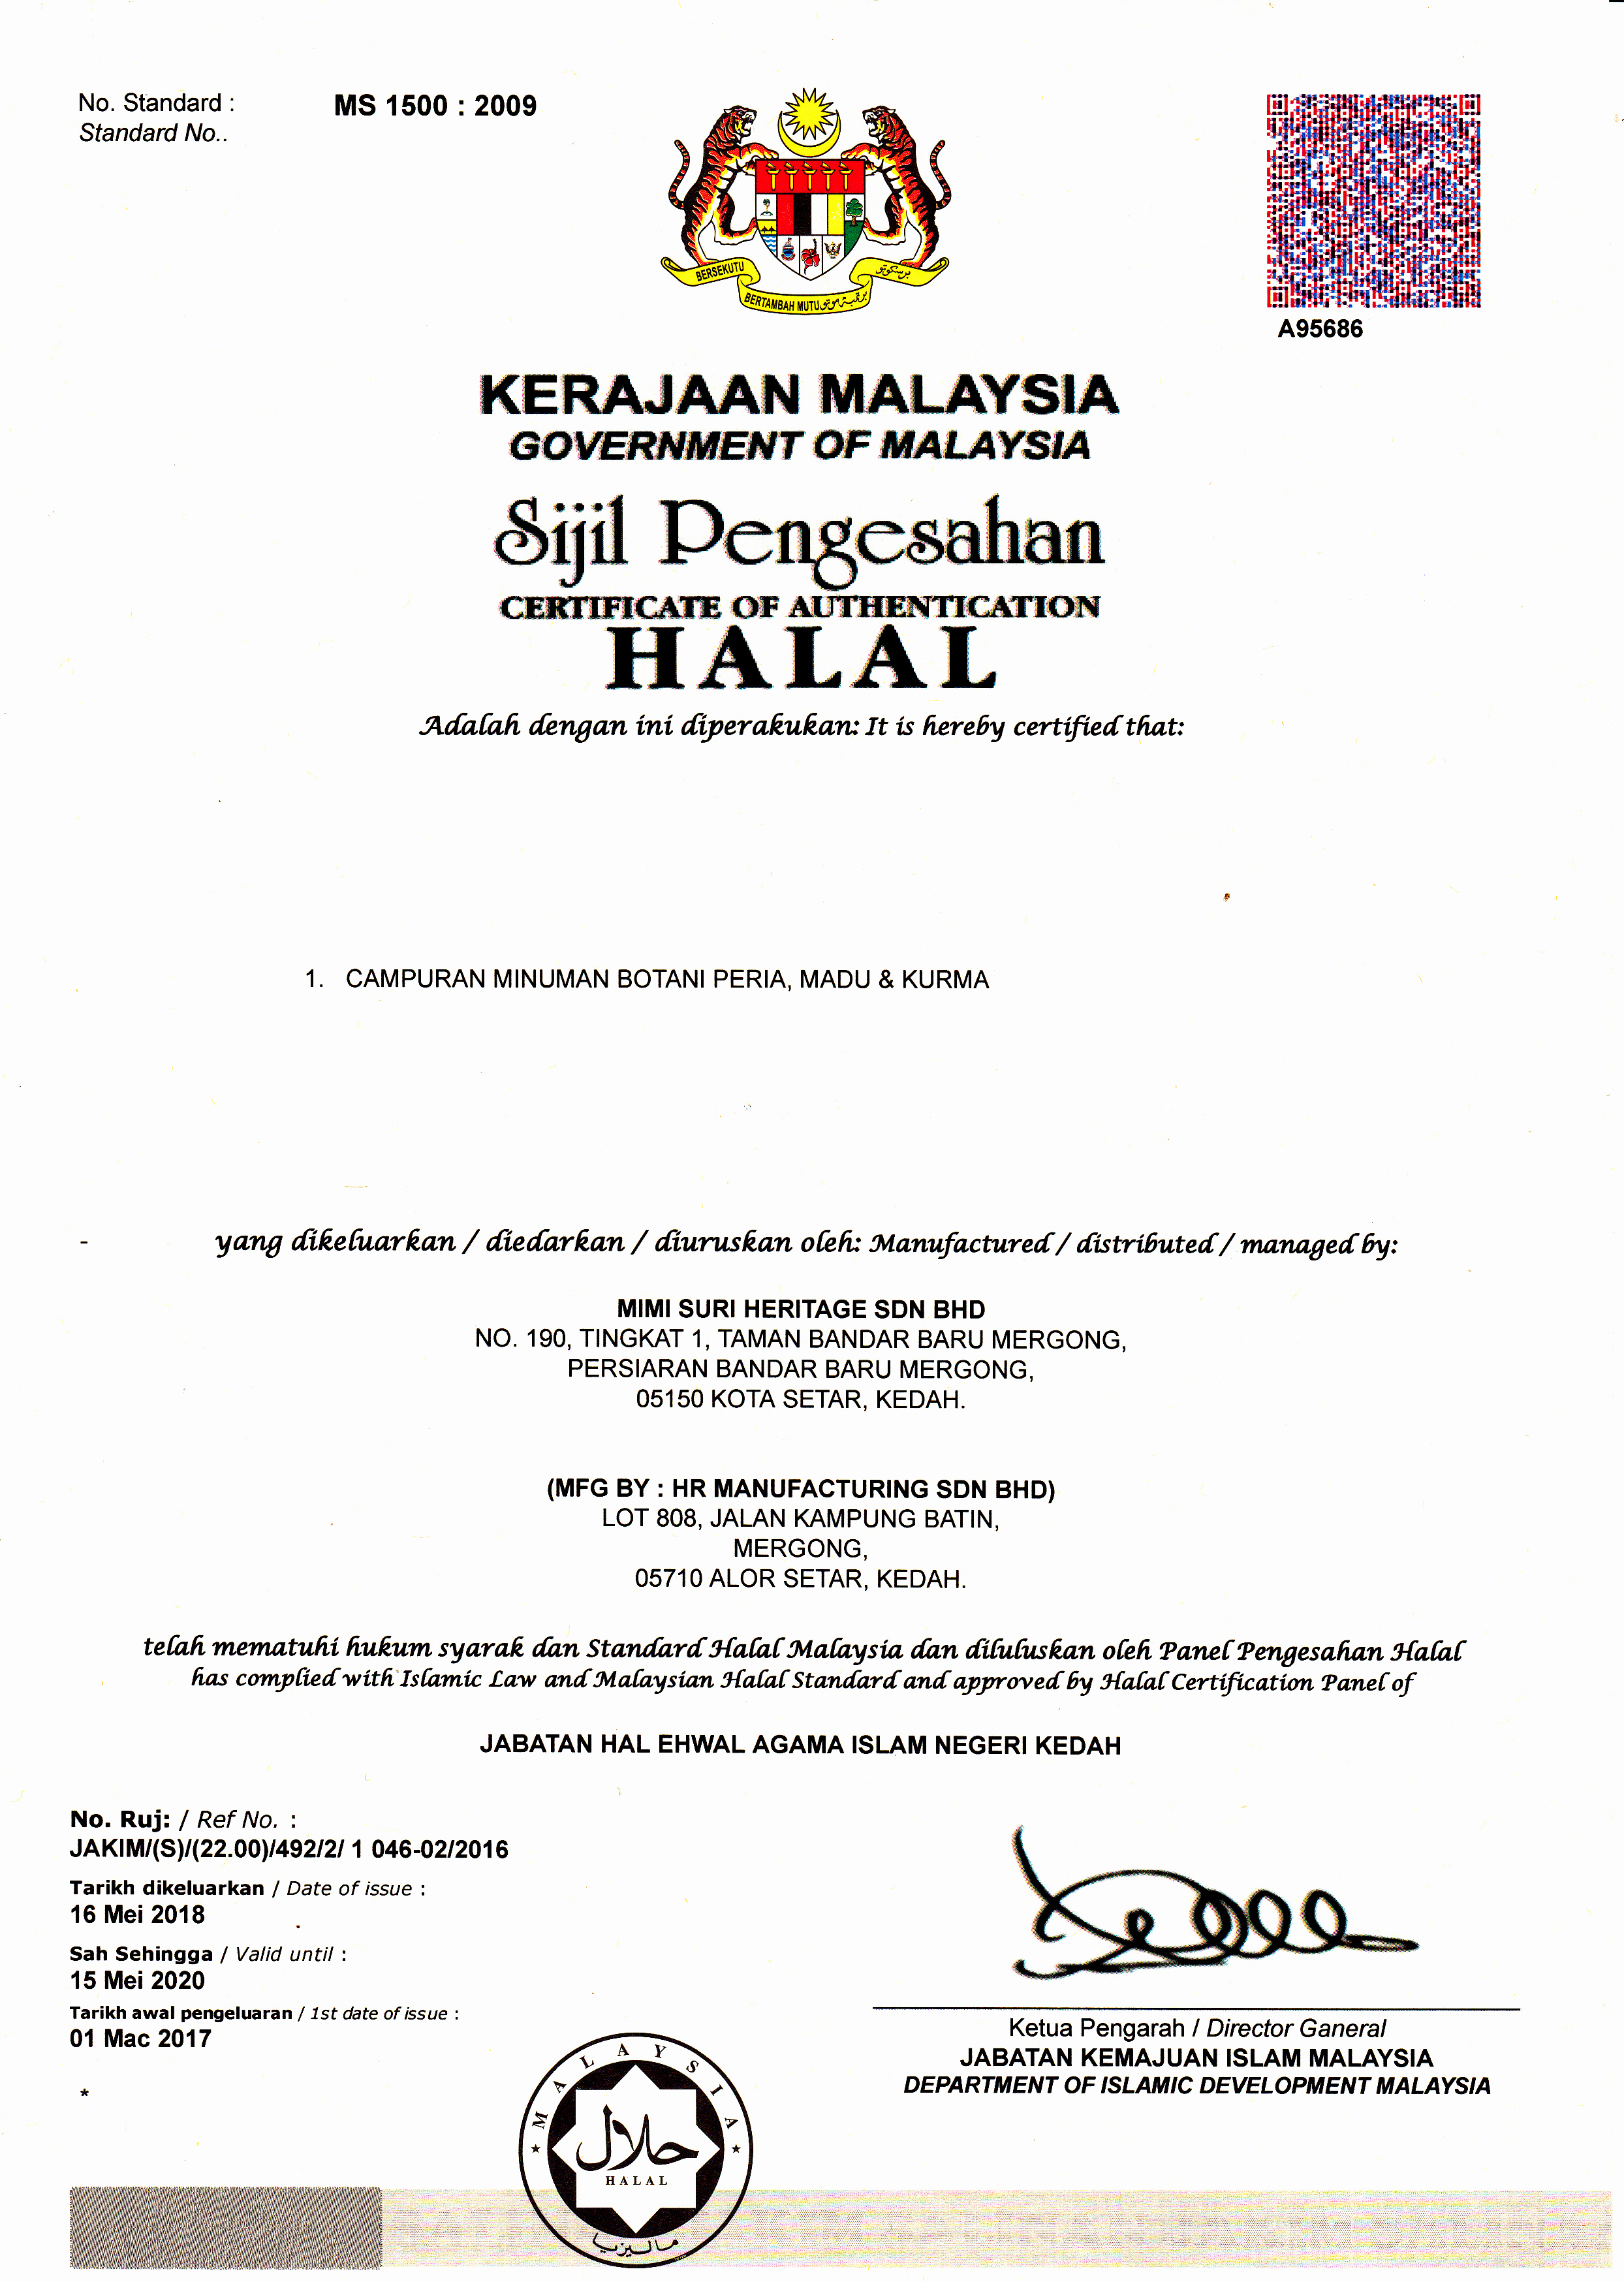 No. Standard : MS 1500 : 2009
Standard No..
BERSEKUTU
برسکوتو
BERTAMBAH MUTU
A95686
KERAJAAN MALAYSIA
GOVERNMENT OF MALAYSIA
Sijil Pengesahan
CERTIFICATE OF AUTHENTICATION
HALAL
Adalah dengan ini diperakukan: It is hereby certified that:
1. CAMPURAN MINUMAN BOTANI PERIA, MADU & KURMA
- yang dikeluarkan / diedarkan / diuruskan oleh: Manufactured / distributed / managed by:
MIMI SURI HERITAGE SDN BHD
NO. 190, TINGKAT 1, TAMAN BANDAR BARU MERGONG,
PERSIARAN BANDAR BARU MERGONG,
05150 KOTA SETAR, KEDAH.
(MFG BY : HR MANUFACTURING SDN BHD)
LOT 808, JALAN KAMPUNG BATIN,
MERGONG,
05710 ALOR SETAR, KEDAH.
telah mematuhi hukum syarak dan Standard Halal Malaysia dan diluluskan oleh Panel Pengesahan Halal
has complied with Islamic Law and Malaysian Halal Standard and approved by Halal Certification Panel of
JABATAN HAL EHWAL AGAMA ISLAM NEGERI KEDAH
No. Ruj: / Ref No. :
JAKIM/(S)/(22.00)/492/2/ 1 046-02/2016
Tarikh dikeluarkan / Date of issue :
16 Mei 2018
Sah Sehingga / Valid until :
15 Mei 2020
Tarikh awal pengeluaran / 1st date of issue :
01 Mac 2017
*
Ketua Pengarah / Director Ganeral
JABATAN KEMAJUAN ISLAM MALAYSIA
DEPARTMENT OF ISLAMIC DEVELOPMENT MALAYSIA
MALAYSIA
حلال
HALAL
ماليزيا